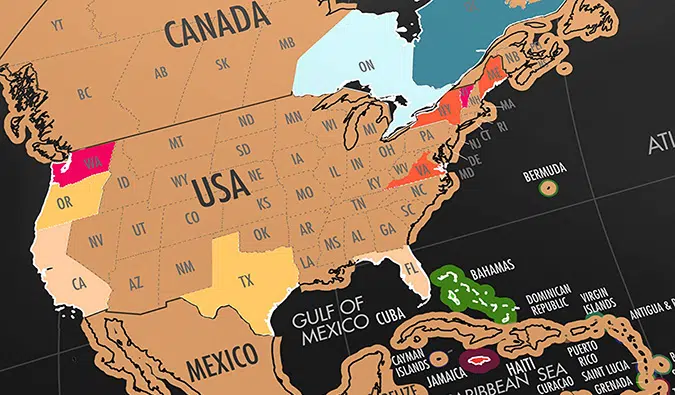 YT
CANADA
BC
AB
SK
MB
ON
NB
ME
WA
MT
ND
MN
WI
MI
NY
MA
CT
RI
OR
ID
WY
SD
IA
IL
IN
OH
PA
NJ
DE
MD
USA
NE
WV
VA
KY
NV
UT
CO
KS
MO
TN
NC
SC
CA
AZ
NM
OK
AR
MS
AL
GA
LA
TX
FL
ATL
BERMUDA
GULF OF
MEXICO
CUBA
BAHAMAS
DOMINICAN
REPUBLIC
VIRGIN
ISLANDS
ANTIGUA & B
MEXICO
CAYMAN
ISLANDS
JAMAICA
HAITI
PUERTO
RICO
SAINT LUCIA
BELIZE
CARIBBEAN SEA
CURAÇAO
GRENADA